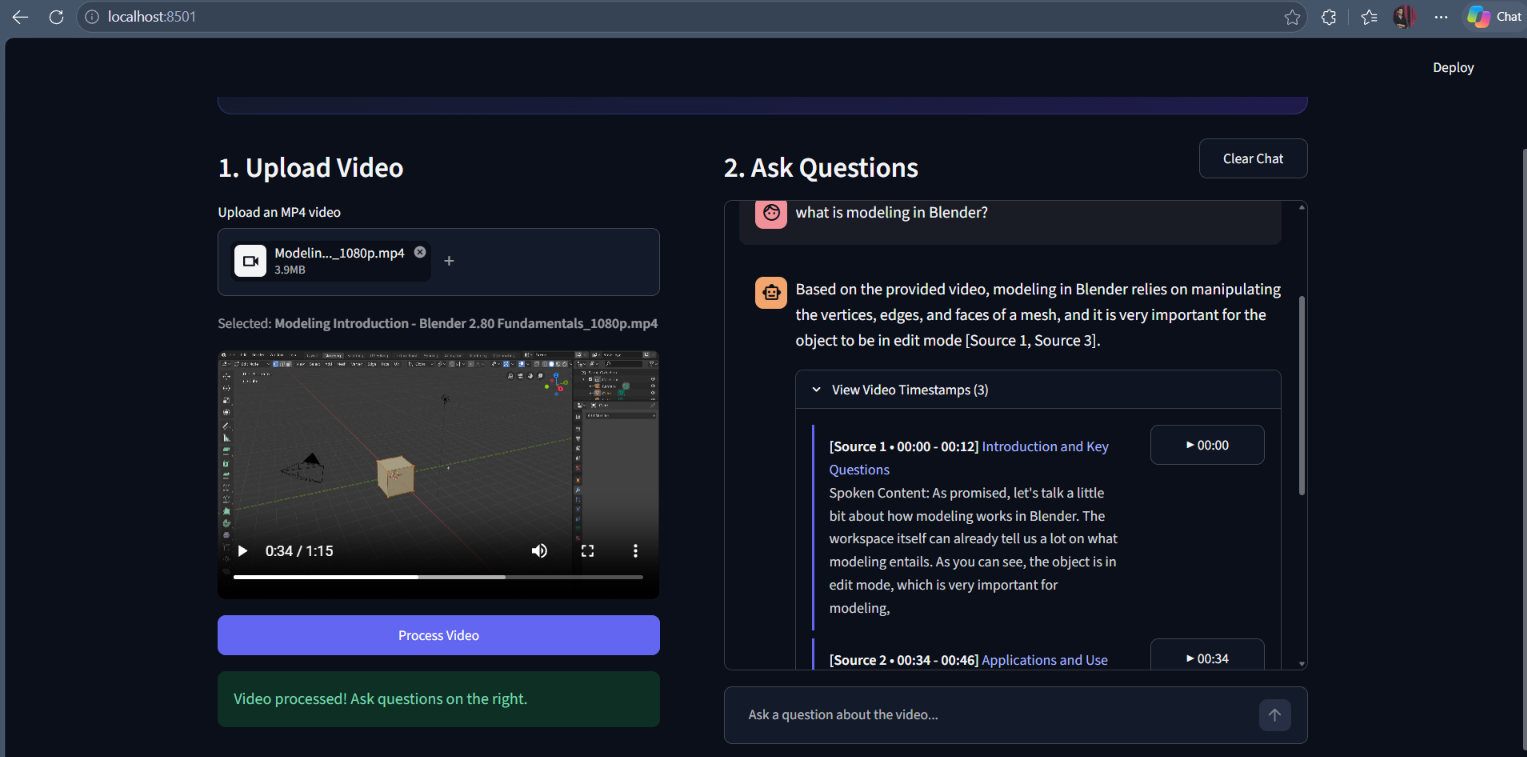 localhost:8501
Chat
Deploy
1. Upload Video
Upload an MP4 video
Modelin..._1080p.mp4
3.9MB
Selected: Modeling Introduction - Blender 2.80 Fundamentals_1080p.mp4
0:34 / 1:15
Process Video
Video processed! Ask questions on the right.
2. Ask Questions
Clear Chat
what is modeling in Blender?
Based on the provided video, modeling in Blender relies on manipulating
the vertices, edges, and faces of a mesh, and it is very important for the
object to be in edit mode [Source 1, Source 3].
View Video Timestamps (3)
[Source 1 • 00:00 - 00:12] Introduction and Key
Questions
Spoken Content: As promised, let's talk a little
bit about how modeling works in Blender. The
workspace itself can already tell us a lot on what
modeling entails. As you can see, the object is in
edit mode, which is very important for
modeling,
00:00
[Source 2 • 00:34 - 00:46] Applications and Use
00:34
Ask a question about the video...